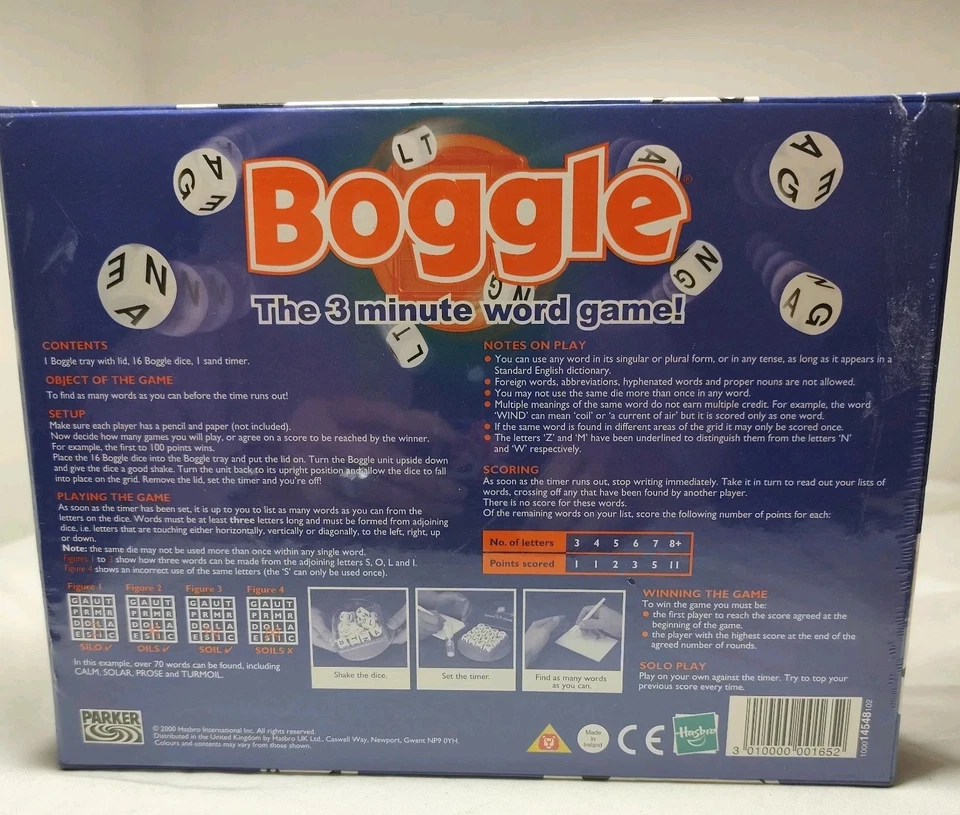 Boggle®
The 3 minute word game!
CONTENTS
1 Boggle tray with lid, 16 Boggle dice, 1 sand timer.
OBJECT OF THE GAME
To find as many words as you can before the time runs out!
SETUP
Make sure each player has a pencil and paper (not included).
Now decide how many games you will play, or agree on a score to be reached by the winner.
For example, the first to 100 points wins.
Place the 16 Boggle dice into the Boggle tray and put the lid on. Turn the Boggle unit upside down
and give the dice a good shake. Turn the unit back to its upright position and allow the dice to fall
into place on the grid. Remove the lid, set the timer and you're off!
PLAYING THE GAME
As soon as the timer has been set, it is up to you to list as many words as you can from the
letters on the dice. Words must be at least three letters long and must be formed from adjoining
dice, i.e. letters that are touching either horizontally, vertically or diagonally, to the left, right, up
or down.
Note: the same die may not be used more than once within any single word.
Figures 1 to 3 show how three words can be made from the adjoining letters S, O, L and I.
Figure 4 shows an incorrect use of the same letters (the 'S' can only be used once).
Figure 1 Figure 2 Figure 3 Figure 4
G A U T G A U T G A U T G A U T
P R M R P R M R P R M R P R M R
D O L A D O L A D O L A D O L A
E S I C E S I C E S I C E S I C
SILO ✓ OILS ✓ SOIL ✓ SOILS ✗
In this example, over 70 words can be found, including
CALM, SOLAR, PROSE and TURMOIL.
Shake the dice.
Set the timer.
Find as many words
as you can.
NOTES ON PLAY
● You can use any word in its singular or plural form, or in any tense, as long as it appears in a
Standard English dictionary.
● Foreign words, abbreviations, hyphenated words and proper nouns are not allowed.
● You may not use the same die more than once in any word.
● Multiple meanings of the same word do not earn multiple credit. For example, the word
'WIND' can mean 'coil' or 'a current of air' but it is scored only as one word.
● If the same word is found in different areas of the grid it may only be scored once.
● The letters 'Z' and 'M' have been underlined to distinguish them from the letters 'N'
and 'W' respectively.
SCORING
As soon as the timer runs out, stop writing immediately. Take it in turn to read out your lists of
words, crossing off any that have been found by another player.
There is no score for these words.
Of the remaining words on your list, score the following number of points for each:
No. of letters 3 4 5 6 7 8+
Points scored 1 1 2 3 5 11
WINNING THE GAME
To win the game you must be:
● the first player to reach the score agreed at the
beginning of the game.
● the player with the highest score at the end of the
agreed number of rounds.
SOLO PLAY
Play on your own against the timer. Try to top your
previous score every time.
PARKER
© 2000 Hasbro International Inc. All rights reserved.
Distributed in the United Kingdom by Hasbro UK Ltd., Caswell Way, Newport, Gwent NP9 0YH.
Colours and contents may vary from those shown.
Made
in
Ireland
CE
Hasbro
3 010000 001652
100014548102
L T
A G E
A
A E G
E N Z A
N G
G N
A N G
L T